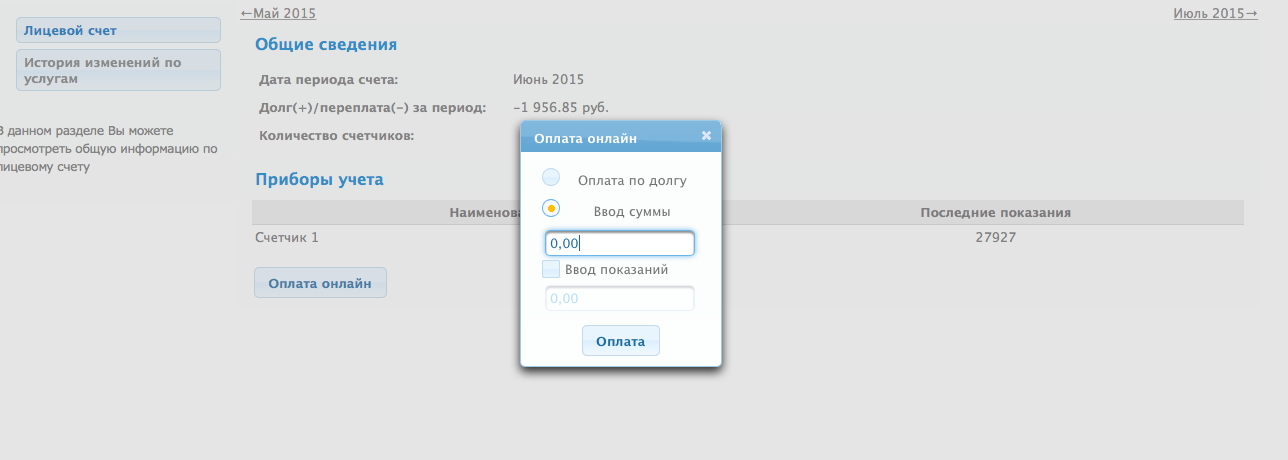 ←Май 2015
Июль 2015→
Лицевой счет
История изменений по
услугам
В данном разделе Вы можете
просмотреть общую информацию по
лицевому счету
Общие сведения
Дата периода счета: Июнь 2015
Долг(+)/переплата(-) за период: -1 956.85 руб.
Количество счетчиков:
Приборы учета
Последние показания
Счетчик 1 27927
Оплата онлайн
Оплата онлайн
Оплата по долгу
Ввод суммы
0,00
Ввод показаний
0,00
Оплата